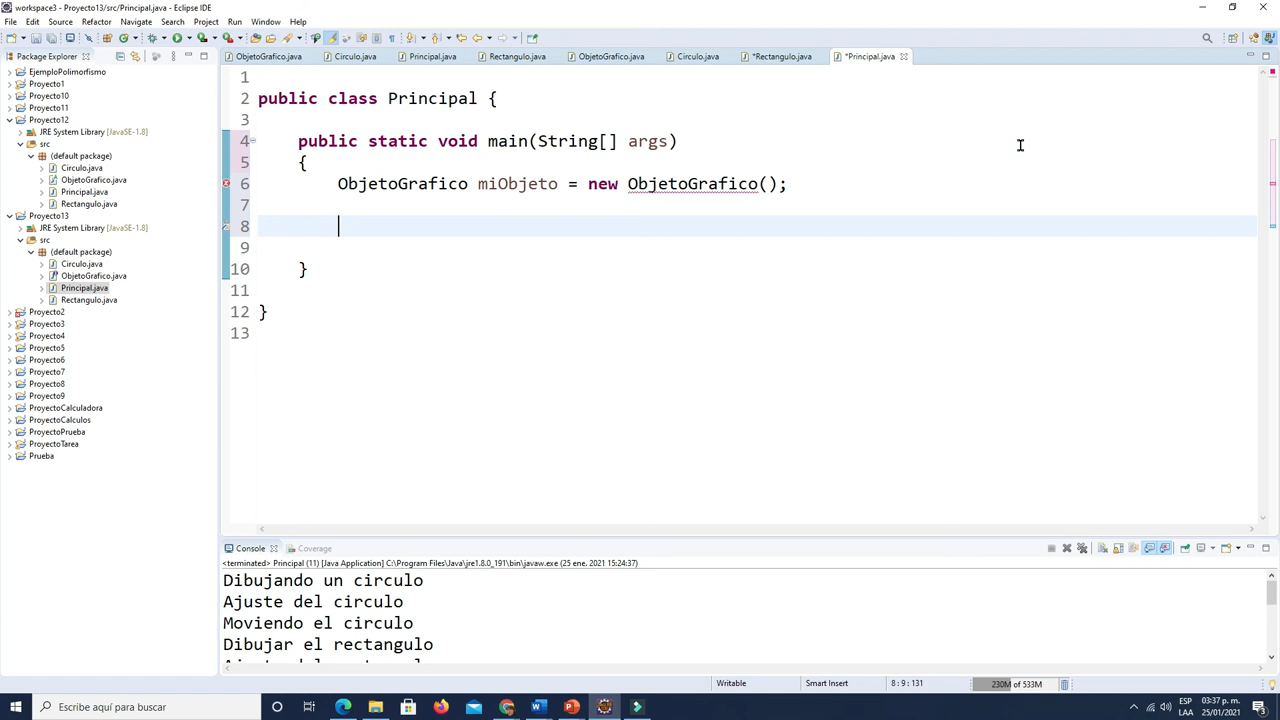 workspace3 - Proyecto13/src/Principal.java - Eclipse IDE
File Edit Source Refactor Navigate Search Project Run Window Help
Package Explorer
ObjetoGrafico.java Circulo.java Principal.java Rectangulo.java ObjetoGrafico.java Circulo.java *Rectangulo.java *Principal.java
EjemploPolimorfismo
Proyecto1
Proyecto10
Proyecto11
Proyecto12
JRE System Library [JavaSE-1.8]
src
(default package)
Circulo.java
ObjetoGrafico.java
Principal.java
Rectangulo.java
Proyecto13
JRE System Library [JavaSE-1.8]
src
(default package)
Circulo.java
ObjetoGrafico.java
Principal.java
Rectangulo.java
Proyecto2
Proyecto3
Proyecto4
Proyecto5
Proyecto6
Proyecto7
Proyecto8
Proyecto9
ProyectoCalculadora
ProyectoCalculos
ProyectoPrueba
ProyectoTarea
Prueba
1
2 public class Principal {
3
4 public static void main(String[] args)
5 {
6 ObjetoGrafico miObjeto = new ObjetoGrafico();
7
8
9
10 }
11
12 }
13
Console Coverage
<terminated> Principal (11) [Java Application] C:\Program Files\Java\jre1.8.0_191\bin\javaw.exe (25 ene. 2021 15:24:37)
Dibujando un circulo
Ajuste del circulo
Moviendo el circulo
Dibujar el rectangulo
Writable Smart Insert 8 : 9 : 131 230M of 533M
Escribe aquí para buscar
ESP 03:37 p. m.
LAA 25/01/2021